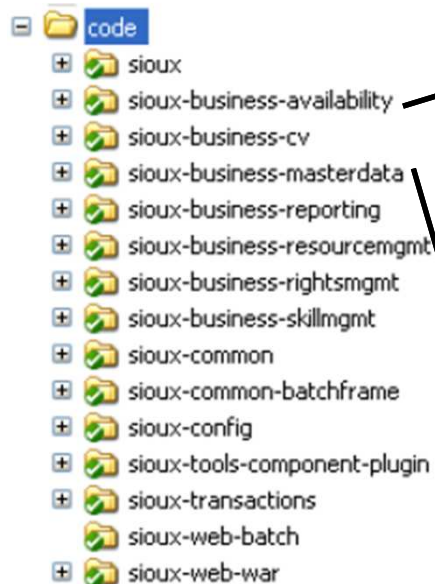 code
sioux
sioux-business-availability
sioux-business-cv
sioux-business-masterdata
sioux-business-reporting
sioux-business-resourcemgmt
sioux-business-rightsmgmt
sioux-business-skillmgmt
sioux-common
sioux-common-batchframe
sioux-config
sioux-tools-component-plugin
sioux-transactions
sioux-web-batch
sioux-web-war